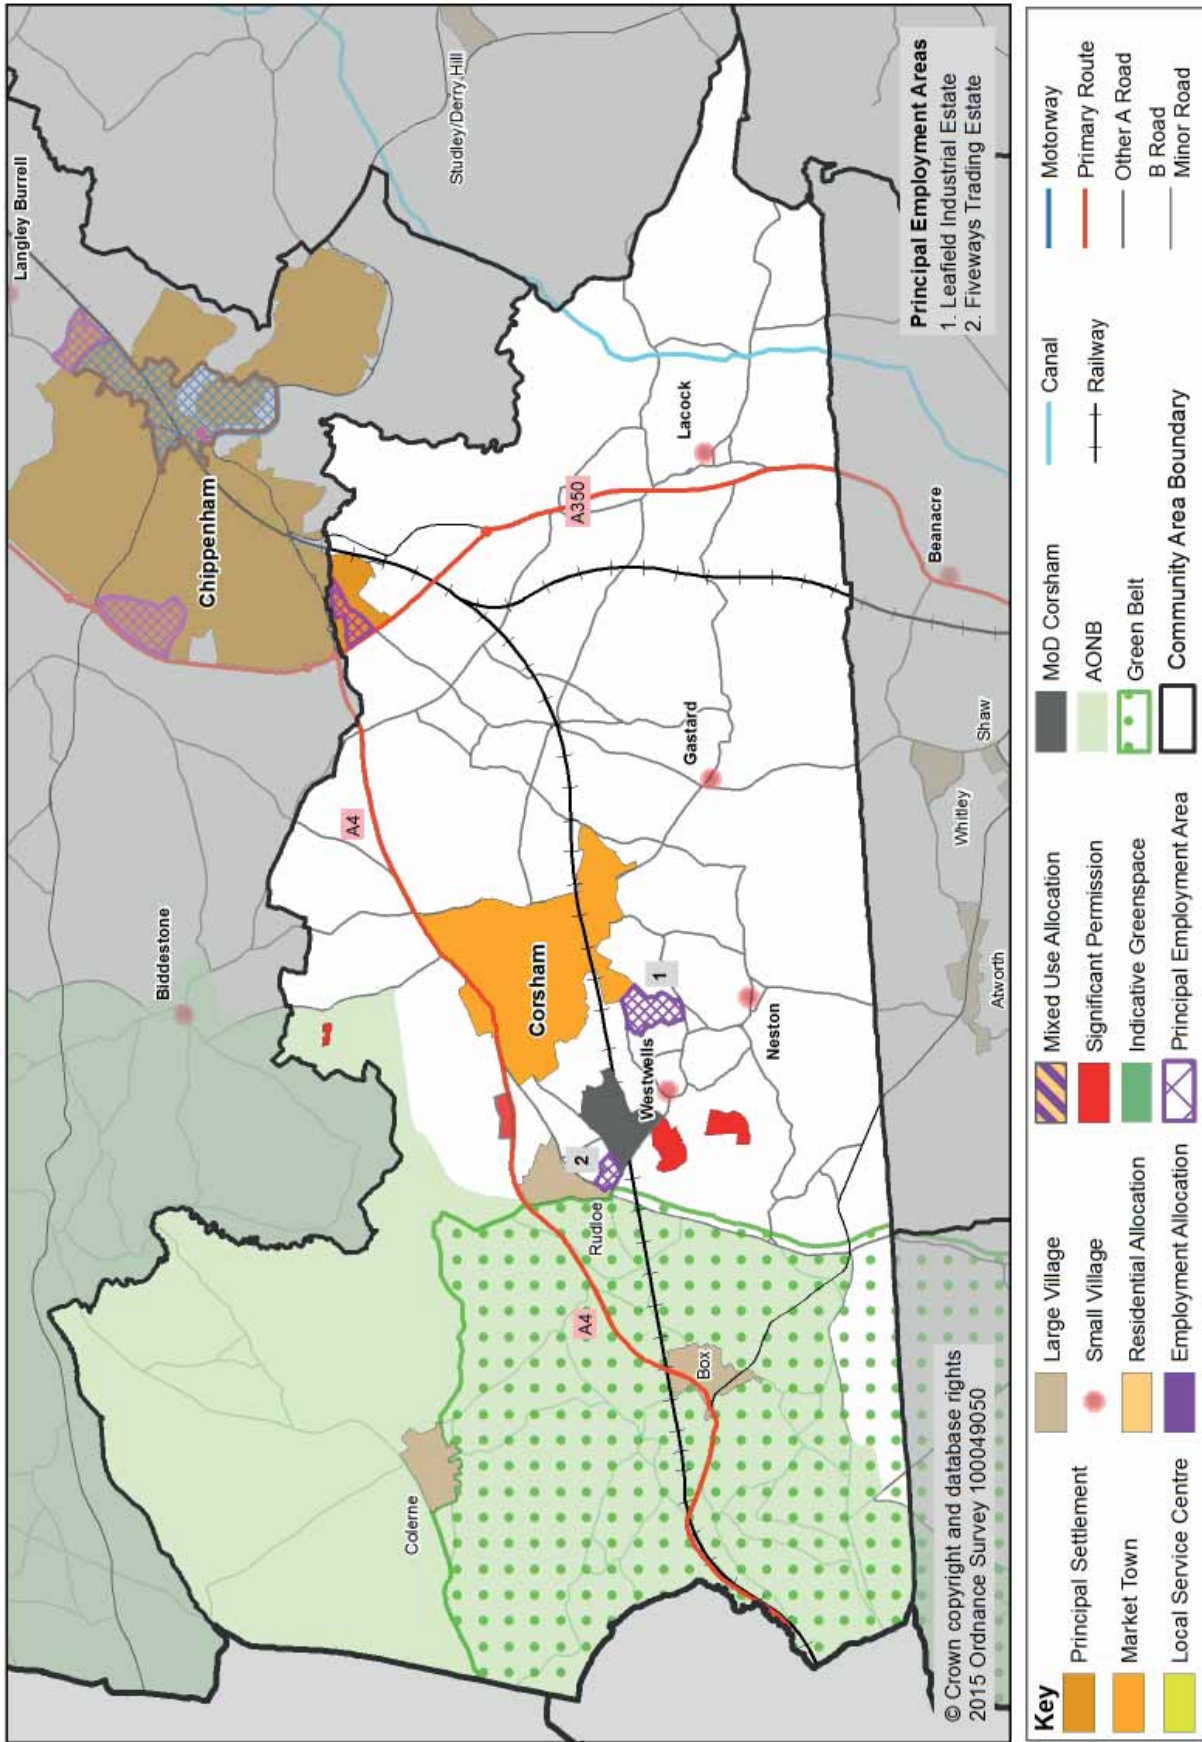 Langley Burrell
Studley/Derry Hill
Chippenham
Biddestone
A4
A350
Lacock
Corsham
Gastard
Beanacre
Colerne
Rudloe
2
Westwells
1
Neston
A4
Box
Shaw
Whitley
Atworth
Principal Employment Areas
1. Leafield Industrial Estate
2. Fiveways Trading Estate
© Crown copyright and database rights
2015 Ordnance Survey 100049050
Key
Principal Settlement
Market Town
Local Service Centre
Large Village
Small Village
Residential Allocation
Employment Allocation
Mixed Use Allocation
Significant Permission
Indicative Greenspace
Principal Employment Area
MoD Corsham
AONB
Green Belt
Community Area Boundary
Canal
Railway
Motorway
Primary Route
Other A Road
B Road
Minor Road